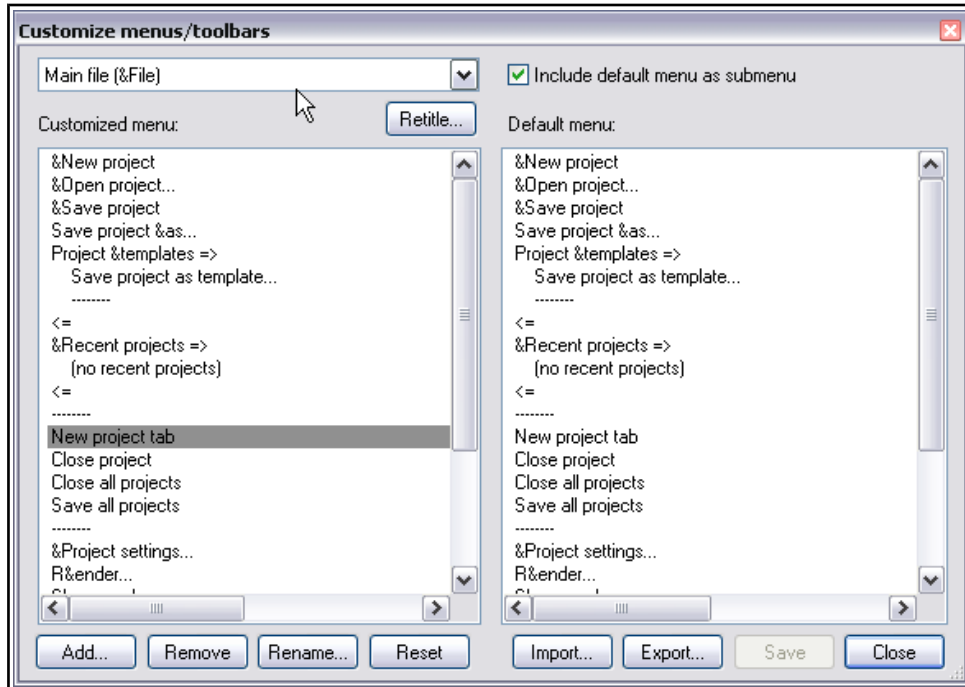 Customize menus/toolbars
Main file (&File)
Include default menu as submenu
Customized menu:
Retitle...
Default menu:
&New project
&Open project...
&Save project
Save project &as...
Project &templates =>
Save project as template...
--------
<=
&Recent projects =>
(no recent projects)
<=
--------
New project tab
Close project
Close all projects
Save all projects
--------
&Project settings...
R&ender...
&New project
&Open project...
&Save project
Save project &as...
Project &templates =>
Save project as template...
--------
<=
&Recent projects =>
(no recent projects)
<=
--------
New project tab
Close project
Close all projects
Save all projects
--------
&Project settings...
R&ender...
Add...
Remove
Rename...
Reset
Import...
Export...
Save
Close